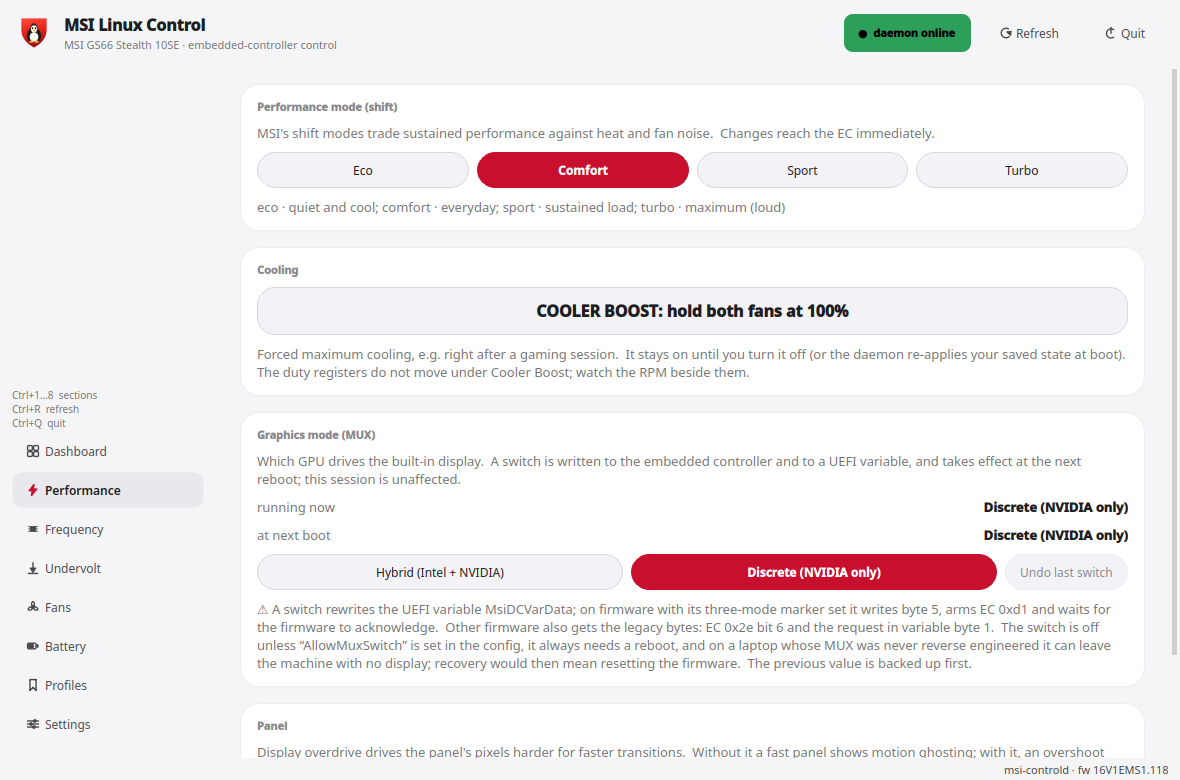 MSI Linux Control
MSI GS66 Stealth 10SE · embedded-controller control
● daemon online
Refresh
Quit
Ctrl+1…8 sections
Ctrl+R refresh
Ctrl+Q quit
Dashboard
Performance
Frequency
Undervolt
Fans
Battery
Profiles
Settings
Performance mode (shift)
MSI's shift modes trade sustained performance against heat and fan noise. Changes reach the EC immediately.
Eco
Comfort
Sport
Turbo
eco · quiet and cool; comfort · everyday; sport · sustained load; turbo · maximum (loud)
Cooling
COOLER BOOST: hold both fans at 100%
Forced maximum cooling, e.g. right after a gaming session. It stays on until you turn it off (or the daemon re-applies your saved state at boot).
The duty registers do not move under Cooler Boost; watch the RPM beside them.
Graphics mode (MUX)
Which GPU drives the built-in display. A switch is written to the embedded controller and to a UEFI variable, and takes effect at the next
reboot; this session is unaffected.
running now
Discrete (NVIDIA only)
at next boot
Discrete (NVIDIA only)
Hybrid (Intel + NVIDIA)
Discrete (NVIDIA only)
Undo last switch
⚠ A switch rewrites the UEFI variable MsiDCVarData; on firmware with its three-mode marker set it writes byte 5, arms EC 0xd1 and waits for
the firmware to acknowledge. Other firmware also gets the legacy bytes: EC 0x2e bit 6 and the request in variable byte 1. The switch is off
unless “AllowMuxSwitch” is set in the config, it always needs a reboot, and on a laptop whose MUX was never reverse engineered it can leave
the machine with no display; recovery would then mean resetting the firmware. The previous value is backed up first.
Panel
Display overdrive drives the panel's pixels harder for faster transitions. Without it a fast panel shows motion ghosting; with it, an overshoot
msi-controld · fw 16V1EMS1.118